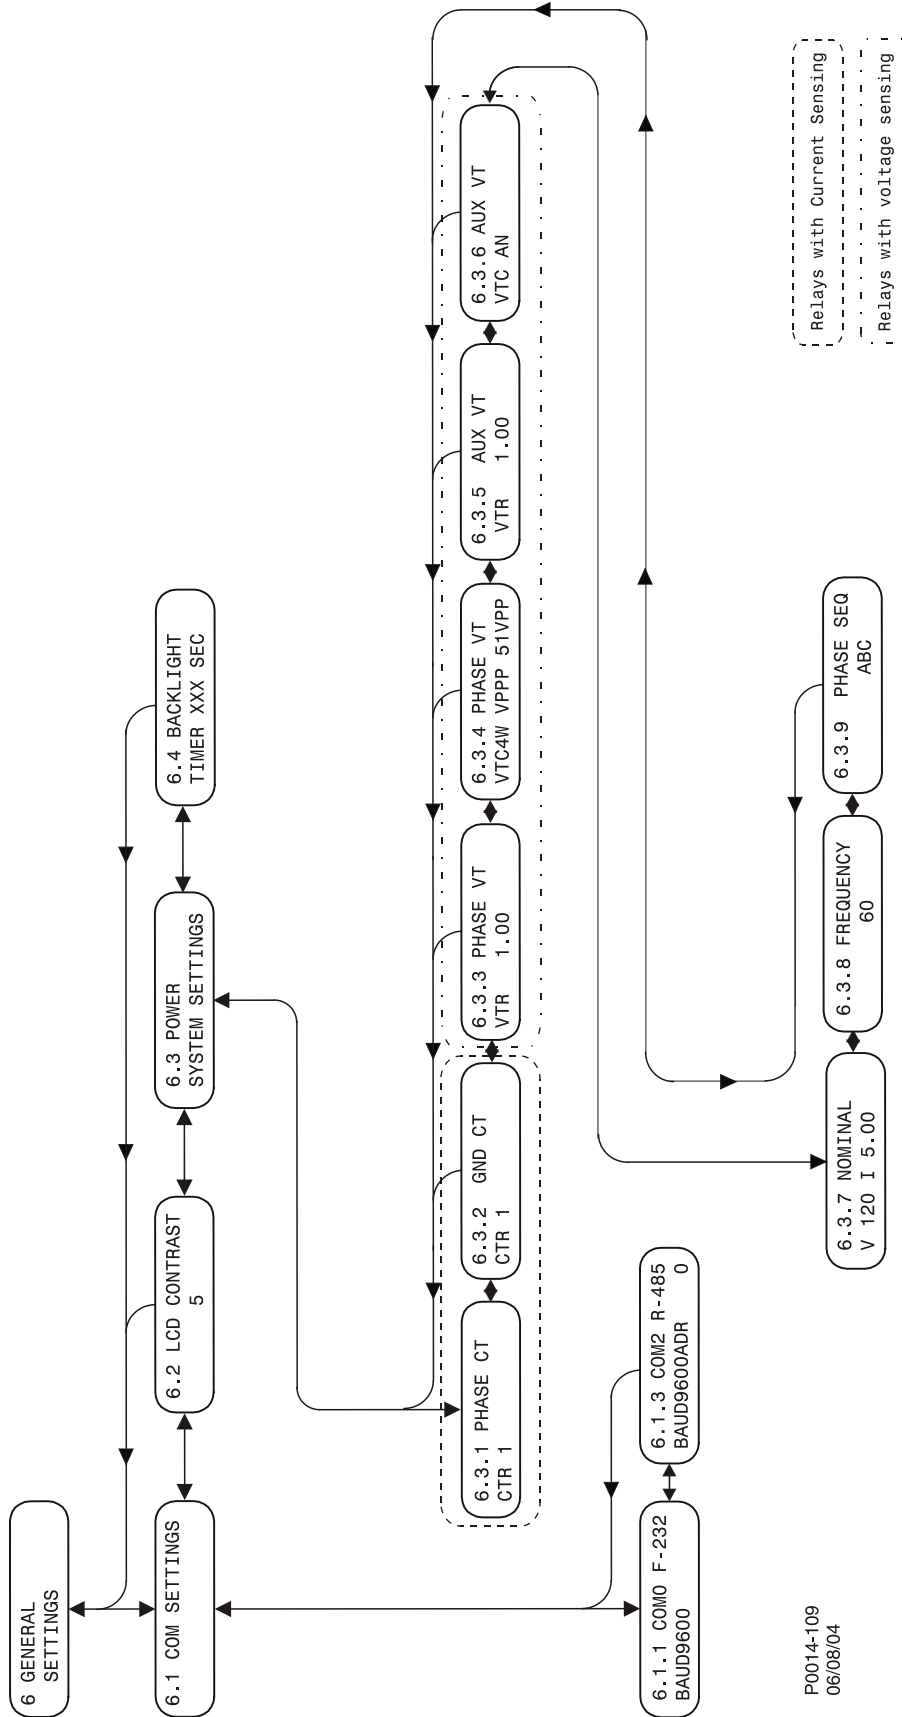 6 GENERAL
SETTINGS
6.1 COM SETTINGS
6.2 LCD CONTRAST
5
6.3 POWER
SYSTEM SETTINGS
6.4 BACKLIGHT
TIMER XXX SEC
6.3.1 PHASE CT
CTR 1
6.3.2 GND CT
CTR 1
6.3.3 PHASE VT
VTR 1.00
6.3.4 PHASE VT
VTC4W VPPP 51VPP
6.3.5 AUX VT
VTR 1.00
6.3.6 AUX VT
VTC AN
6.1.1 COMO F-232
BAUD9600
6.1.3 COM2 R-485
BAUD9600ADR 0
6.3.7 NOMINAL
V 120 I 5.00
6.3.8 FREQUENCY
60
6.3.9 PHASE SEQ
ABC
Relays with Current Sensing
Relays with voltage sensing
P0014-109
06/08/04